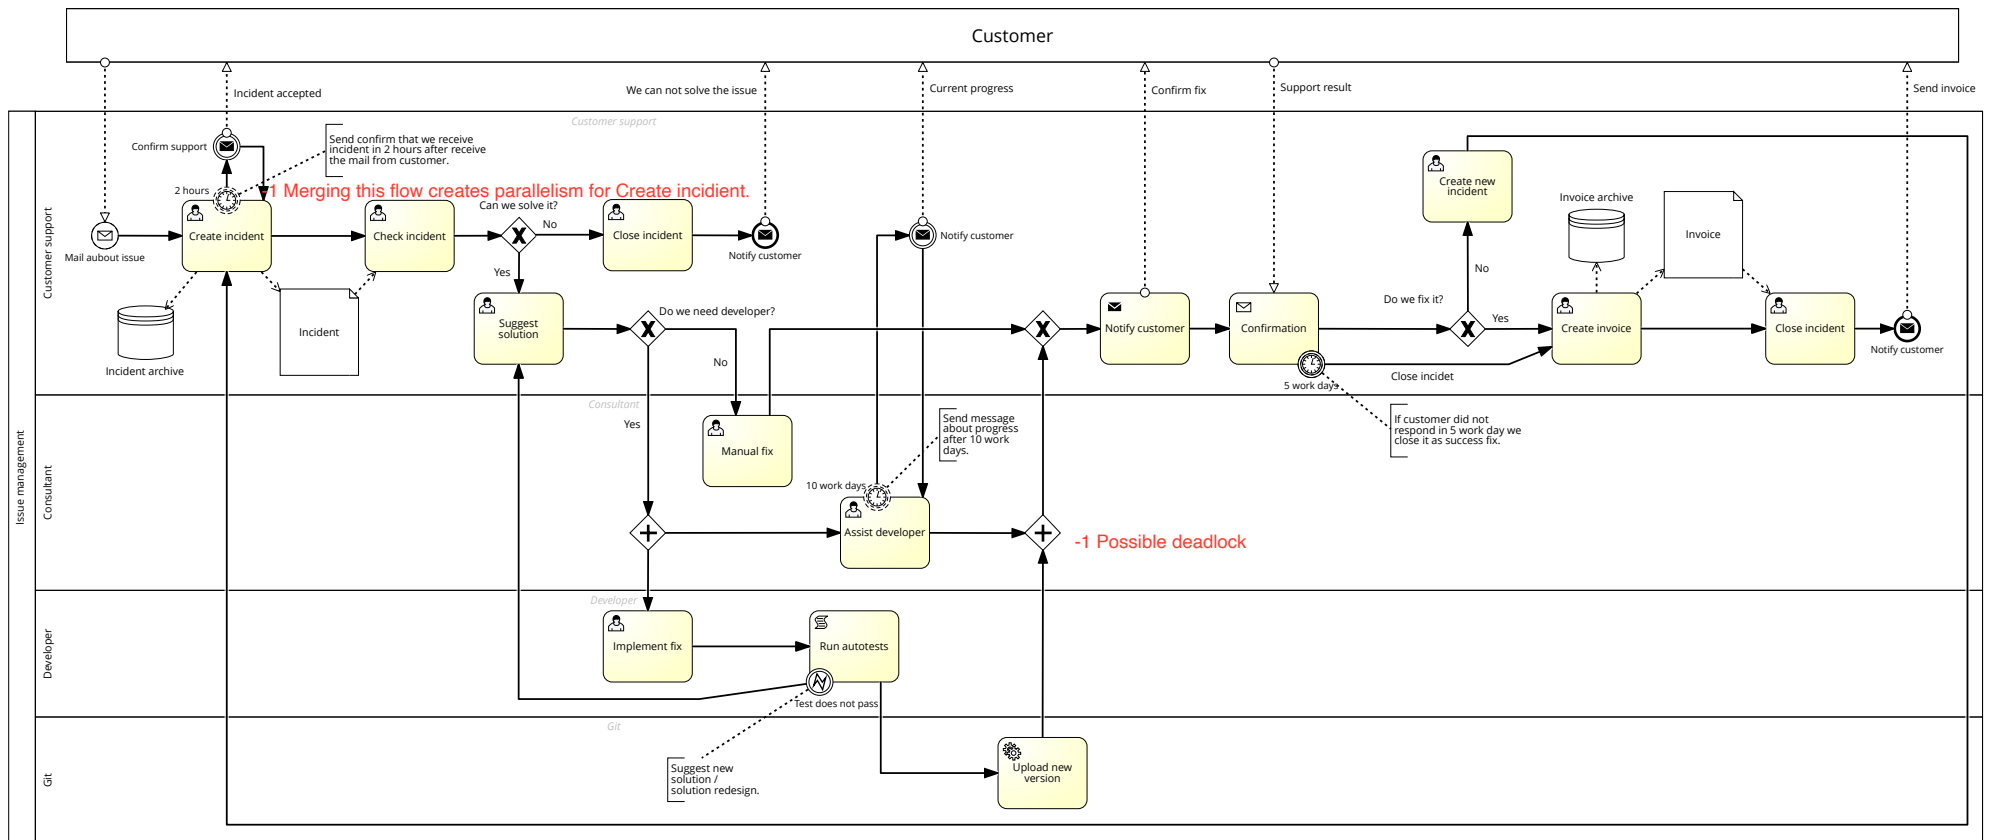 Customer
Incident accepted
We can not solve the issue
Current progress
Confirm fix
Support result
Send invoice
Issue management
Customer support
Customer support
Confirm support
Send confirm that we receive
incident in 2 hours after receive
the mail from customer.
2 hours
-1 Merging this flow creates parallelism for Create incidient.
Mail aubout issue
Create incident
Check incident
Can we solve it?
No
Yes
Close incident
Notify customer
Notify customer
Incident archive
Incident
Suggest
solution
Do we need developer?
No
Yes
Notify customer
Confirmation
5 work days
Close incidet
Do we fix it?
No
Yes
Create new
incident
Invoice archive
Invoice
Create invoice
Close incident
Notify customer
Consultant
Consultant
Manual fix
Send message
about progress
after 10 work
days.
10 work days
Assist developer
-1 Possible deadlock
If customer did not
respond in 5 work day we
close it as success fix.
Developer
Developer
Implement fix
Run autotests
Test does not pass
Git
Git
Suggest new
solution /
solution redesign.
Upload new
version